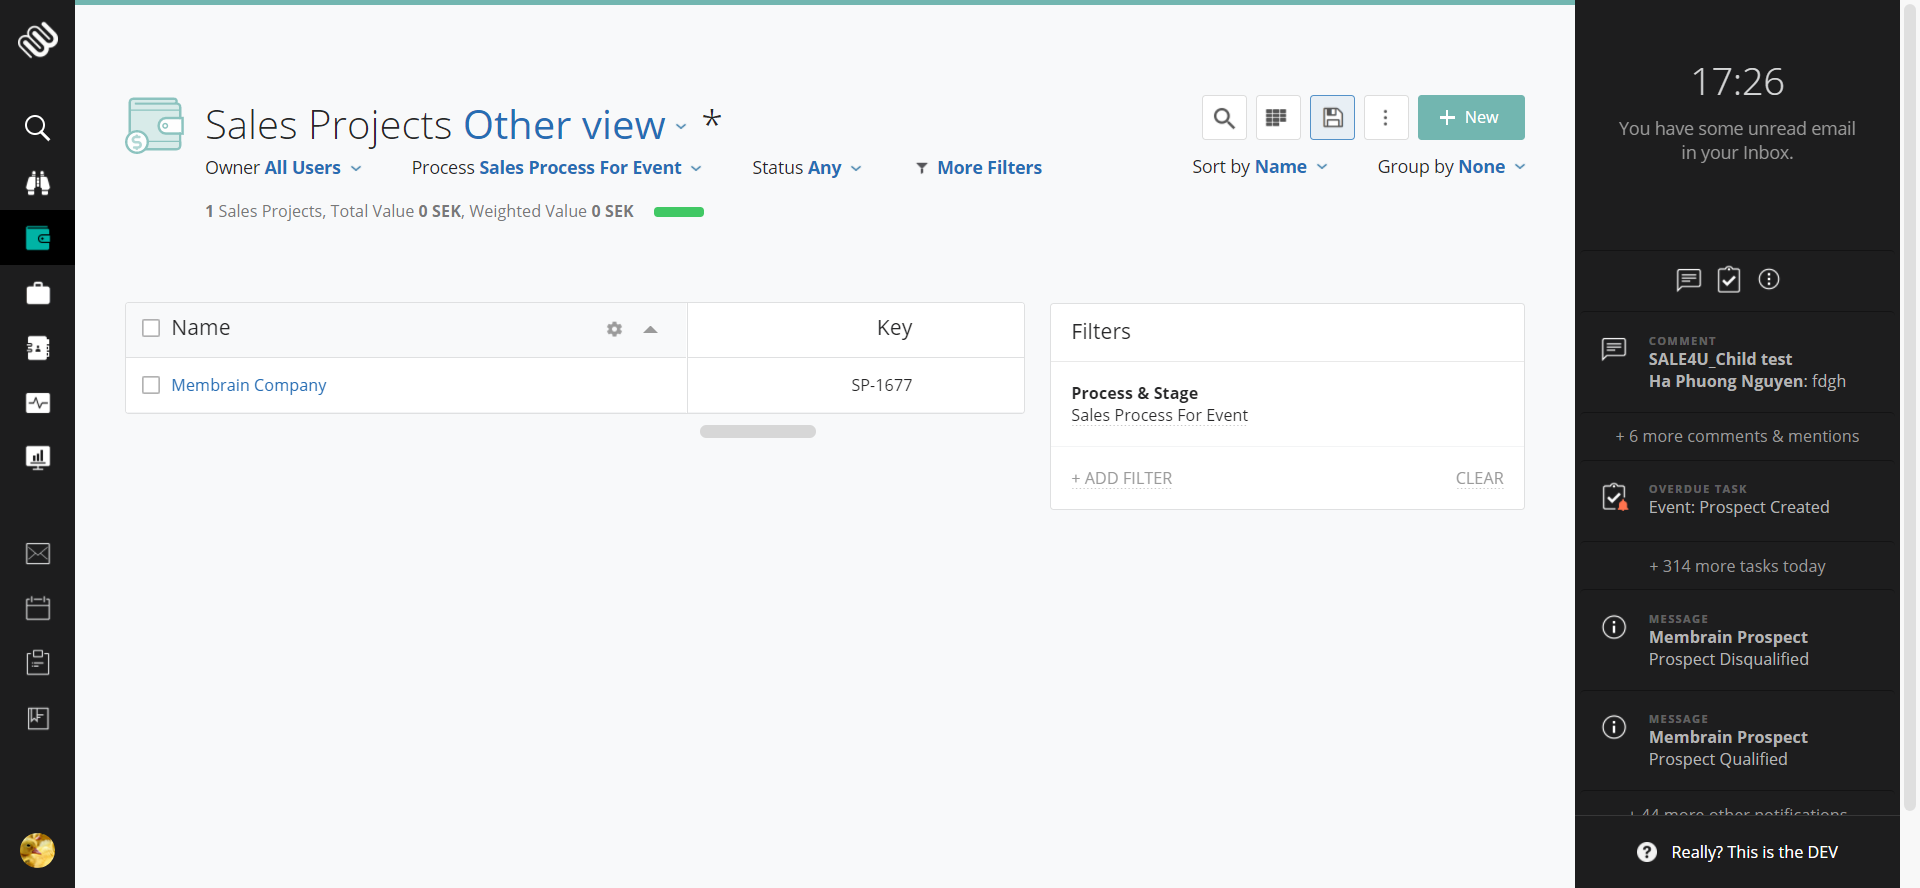 Sales Projects Other view *
+ New
Owner All Users
Process Sales Process For Event
Status Any
More Filters
Sort by Name
Group by None
1 Sales Projects, Total Value 0 SEK, Weighted Value 0 SEK
Name
Key
Membrain Company
SP-1677
Filters
Process & Stage
Sales Process For Event
+ ADD FILTER
CLEAR
17:26
You have some unread email
in your Inbox.
COMMENT
SALE4U_Child test
Ha Phuong Nguyen: fdgh
+ 6 more comments & mentions
OVERDUE TASK
Event: Prospect Created
+ 314 more tasks today
MESSAGE
Membrain Prospect
Prospect Disqualified
MESSAGE
Membrain Prospect
Prospect Qualified
+ 44 more other notifications
Really? This is the DEV